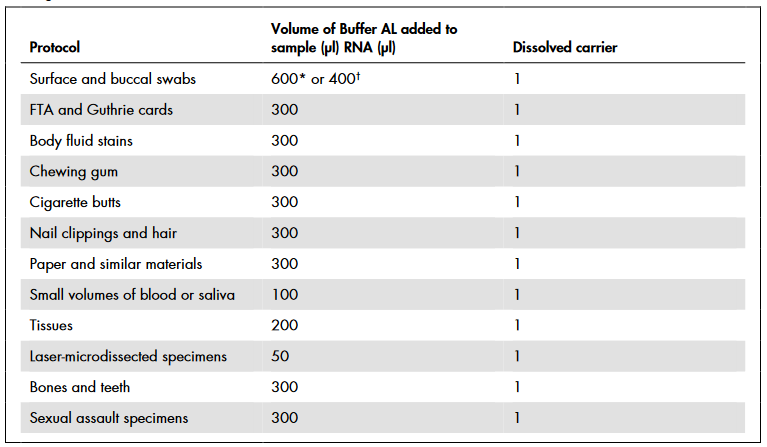 Volume of Buffer AL added to
Protocol sample (µl) RNA (µl) Dissolved carrier
Surface and buccal swabs 600* or 400† 1
FTA and Guthrie cards 300 1
Body fluid stains 300 1
Chewing gum 300 1
Cigarette butts 300 1
Nail clippings and hair 300 1
Paper and similar materials 300 1
Small volumes of blood or saliva 100 1
Tissues 200 1
Laser-microdissected specimens 50 1
Bones and teeth 300 1
Sexual assault specimens 300 1